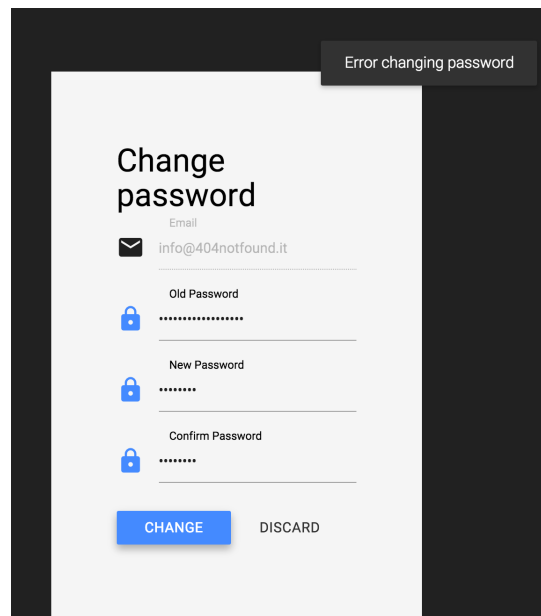 Error changing password
Change
password
Email
info@404notfound.it
Old Password
••••••••••••••••••
New Password
••••••••
Confirm Password
••••••••
CHANGE DISCARD